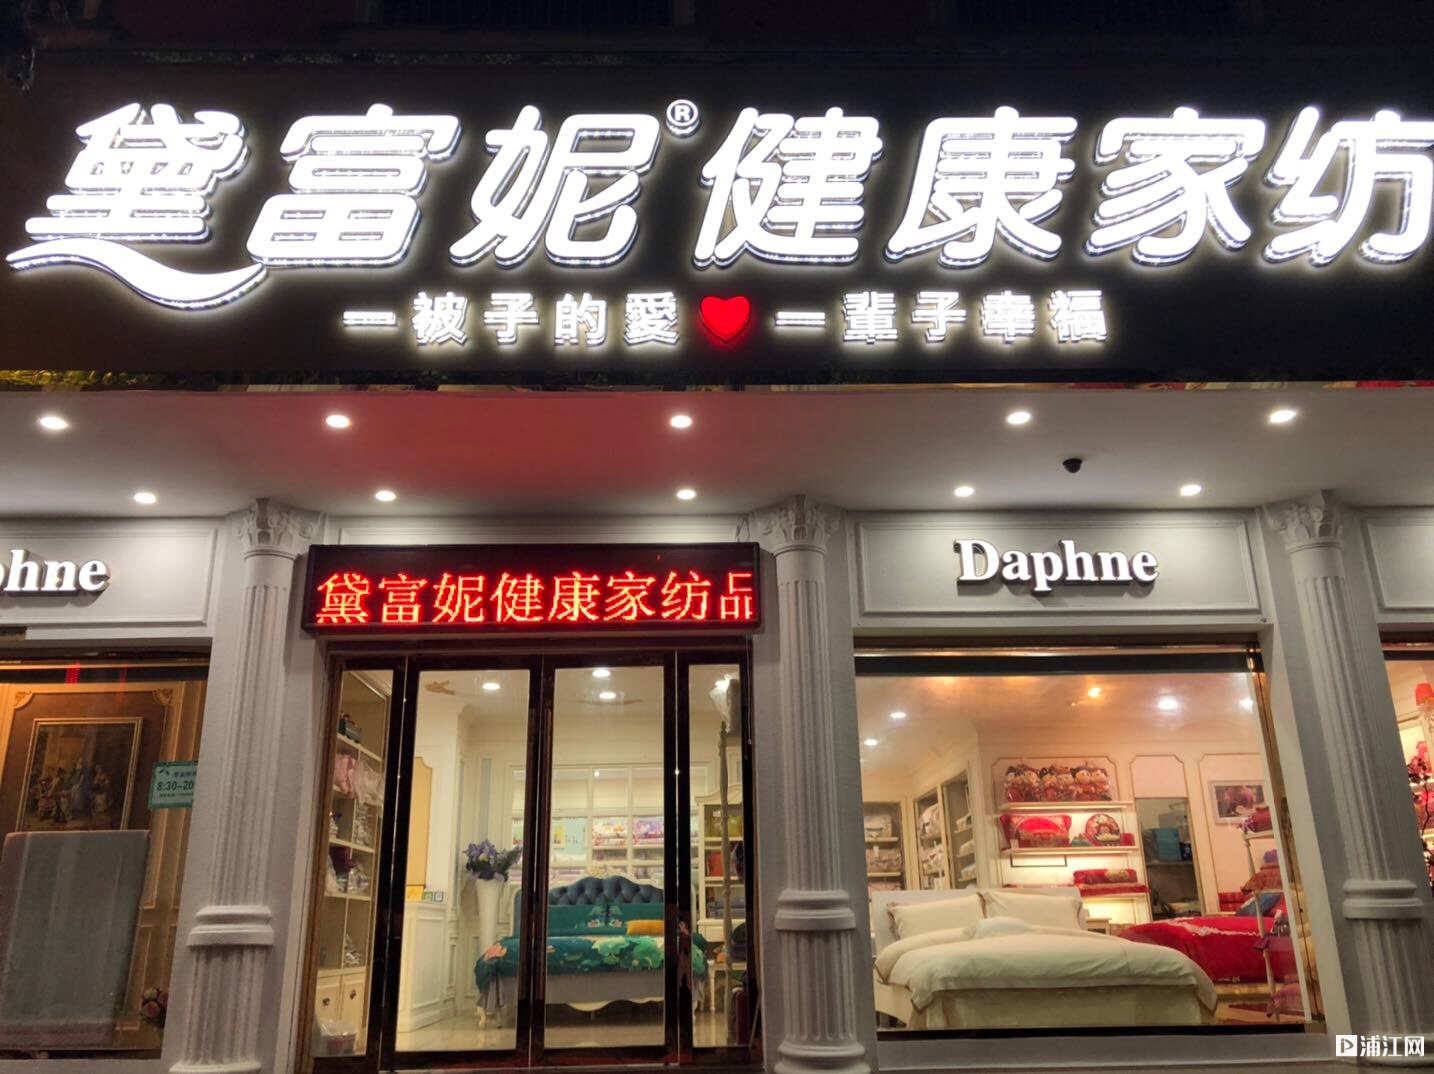 黛富妮®健康家纺
一被子的愛❤一輩子幸福
phne
黛富妮健康家纺品
Daphne
8:30-20
浦江网